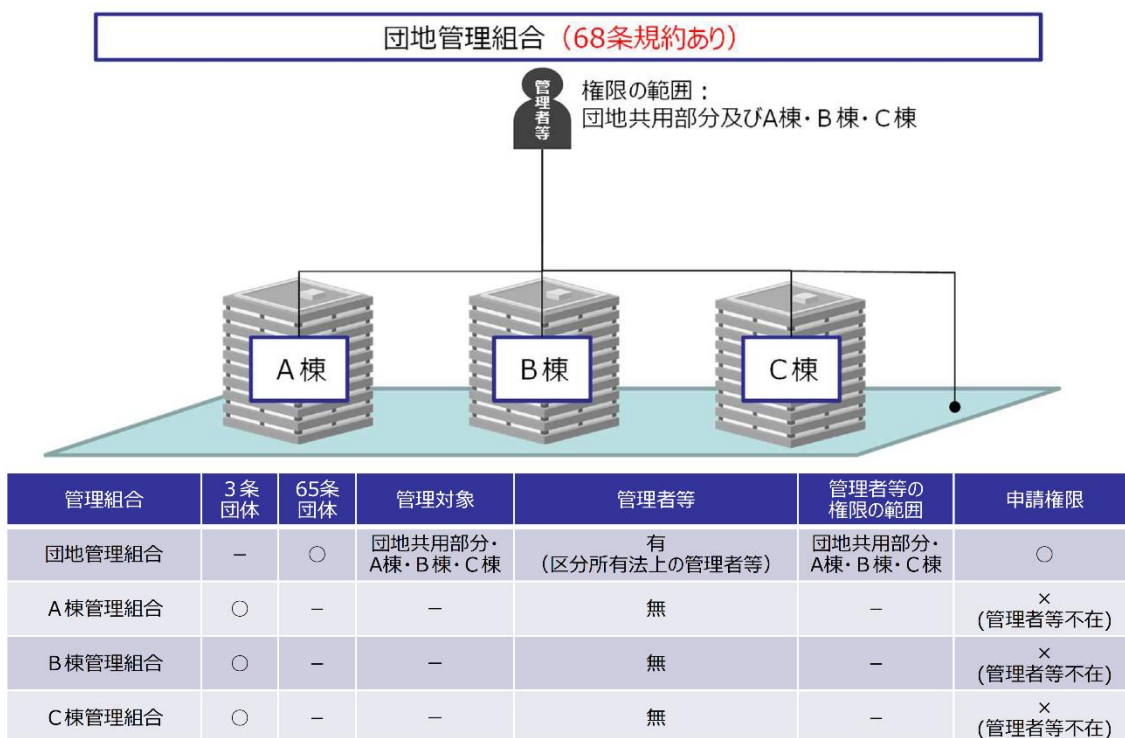 団地管理組合(68条規約あり)
管理者等
権限の範囲:
団地共用部分及びA棟・B棟・C棟
A棟
B棟
C棟
管理組合 3条団体 65条団体 管理対象 管理者等 管理者等の権限の範囲 申請権限
団地管理組合 － ○ 団地共用部分・A棟・B棟・C棟 有(区分所有法上の管理者等) 団地共用部分・A棟・B棟・C棟 ○
A棟管理組合 ○ － － 無 － ×(管理者等不在)
B棟管理組合 ○ － － 無 － ×(管理者等不在)
C棟管理組合 ○ － － 無 － ×(管理者等不在)